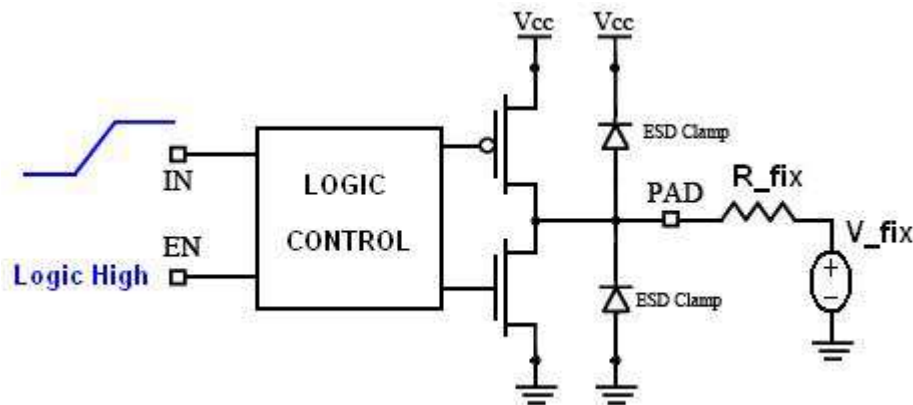 Vcc Vcc
ESD Clamp
IN
LOGIC
CONTROL
PAD
R_fix
V_fix
EN
Logic High
ESD Clamp
+
−